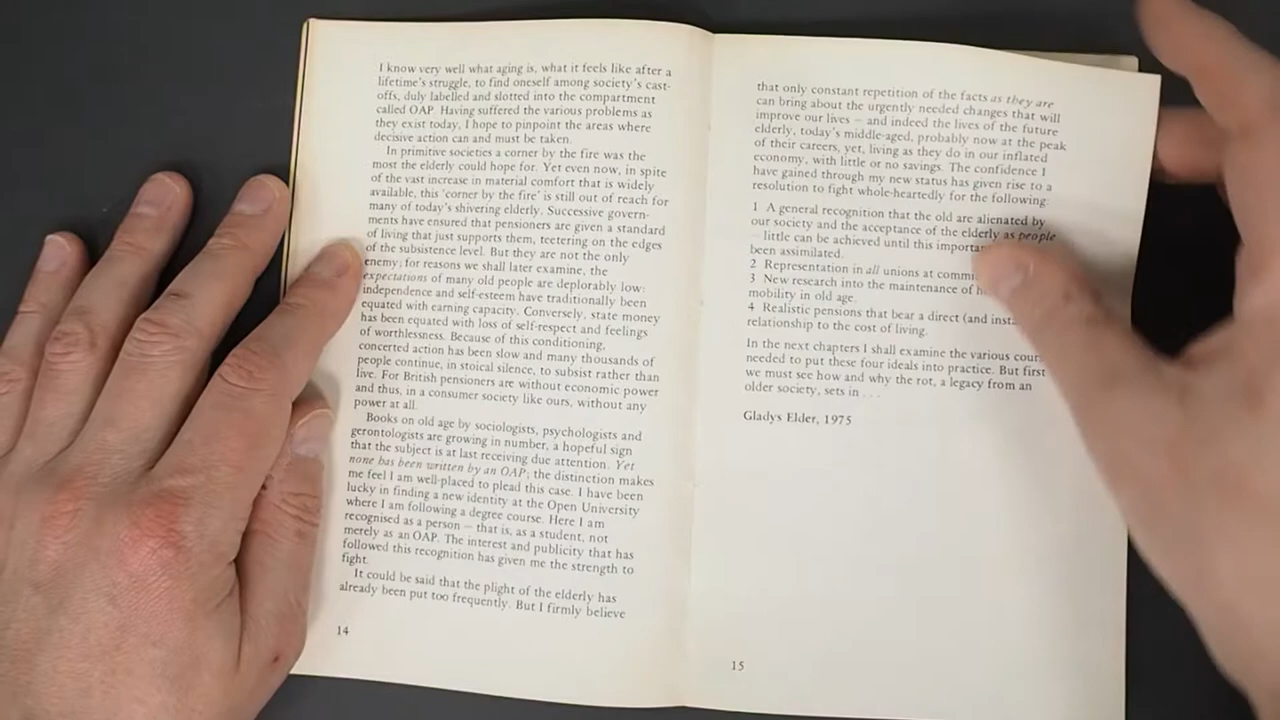 I know very well what aging is, what it feels like after a
lifetime's struggle, to find oneself among society's cast-
offs, duly labelled and slotted into the compartment
called OAP. Having suffered the various problems as
they exist today, I hope to pinpoint the areas where
decisive action can and must be taken.
In primitive societies a corner by the fire was the
most the elderly could hope for. Yet even now, in spite
of the vast increase in material comfort that is widely
available, this 'corner by the fire' is still out of reach for
many of today's shivering elderly. Successive govern-
ments have ensured that pensioners are given a standard
of living that just supports them, teetering on the edges
of the subsistence level. But they are not the only
enemy; for reasons we shall later examine, the
expectations of many old people are deplorably low:
independence and self-esteem have traditionally been
equated with earning capacity. Conversely, state money
has been equated with loss of self-respect and feelings
of worthlessness. Because of this conditioning,
concerted action has been slow and many thousands of
people continue, in stoical silence, to subsist rather than
live. For British pensioners are without economic power
and thus, in a consumer society like ours, without any
power at all.
Books on old age by sociologists, psychologists and
gerontologists are growing in number, a hopeful sign
that the subject is at last receiving due attention. Yet
none has been written by an OAP; the distinction makes
me feel I am well-placed to plead this case. I have been
lucky in finding a new identity at the Open University
where I am following a degree course. Here I am
recognised as a person – that is, as a student, not
merely as an OAP. The interest and publicity that has
followed this recognition has given me the strength to
fight.
It could be said that the plight of the elderly has
already been put too frequently. But I firmly believe
14
that only constant repetition of the facts as they are
can bring about the urgently needed changes that will
improve our lives – and indeed the lives of the future
elderly, today's middle-aged, probably now at the peak
of their careers, yet, living as they do in our inflated
economy, with little or no savings. The confidence I
have gained through my new status has given rise to a
resolution to fight whole-heartedly for the following:
1 A general recognition that the old are alienated by
our society and the acceptance of the elderly as people
– little can be achieved until this
been assimilated.
2 Representation in all unions at
3 New research into the maintenance of
mobility in old age.
4 Realistic pensions that bear a direct (and
relationship to the cost of living.
In the next chapters I shall examine the various
needed to put these four ideals into practice. But first
we must see how and why the rot, a legacy from an
older society, sets in . . .
Gladys Elder, 1975
15